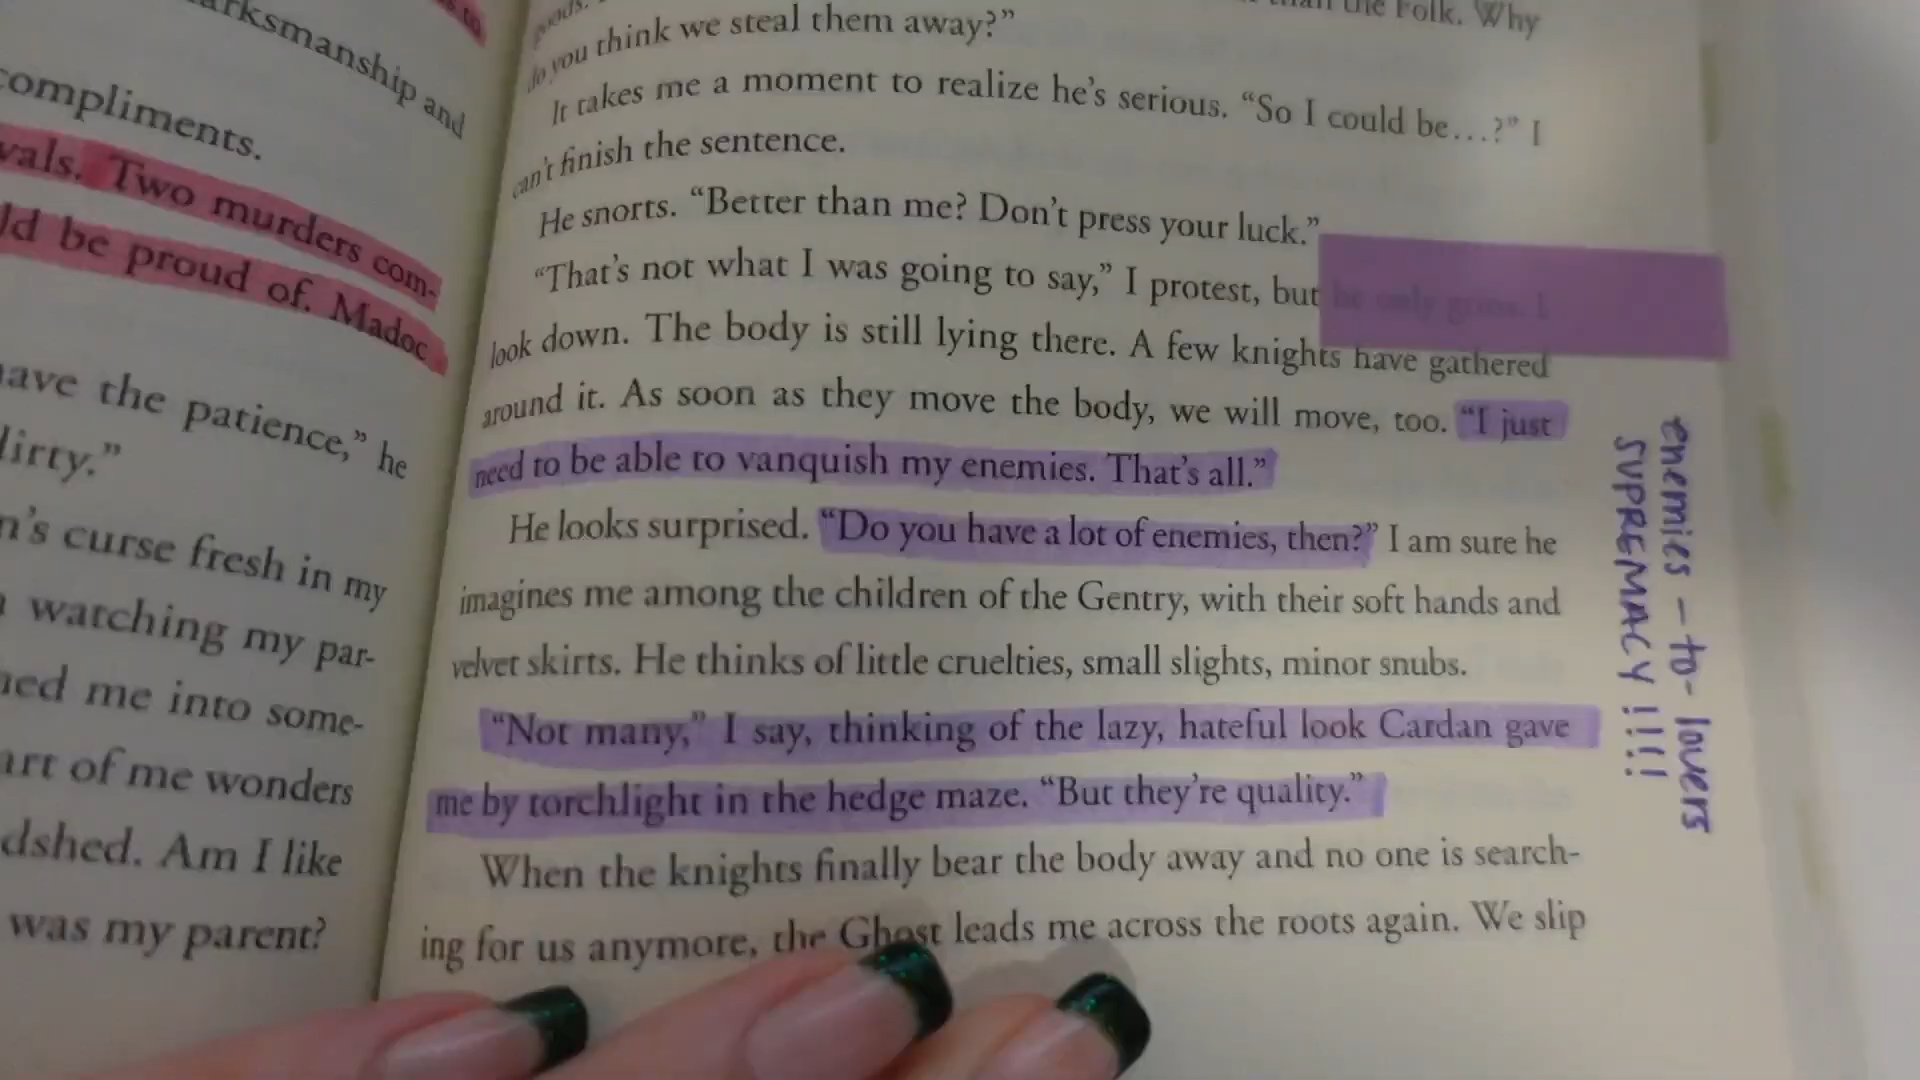 arksmanship and
compliments.
vals. Two murders com-
ld be proud of. Madoc
have the patience," he
dirty."
n's curse fresh in my
watching my par-
ned me into some-
art of me wonders
dshed. Am I like
was my parent?
goods.
the Folk. Why
do you think we steal them away?"
It takes me a moment to realize he's serious. "So I could be…?" I
can't finish the sentence.
He snorts. "Better than me? Don't press your luck."
"That's not what I was going to say," I protest, but he only grins. I
look down. The body is still lying there. A few knights have gathered
around it. As soon as they move the body, we will move, too. "I just
need to be able to vanquish my enemies. That's all."
He looks surprised. "Do you have a lot of enemies, then?" I am sure he
imagines me among the children of the Gentry, with their soft hands and
velvet skirts. He thinks of little cruelties, small slights, minor snubs.
"Not many," I say, thinking of the lazy, hateful look Cardan gave
me by torchlight in the hedge maze. "But they're quality."
When the knights finally bear the body away and no one is search-
ing for us anymore, the Ghost leads me across the roots again. We slip
enemies-to-lovers
SUPREMACY !!!!